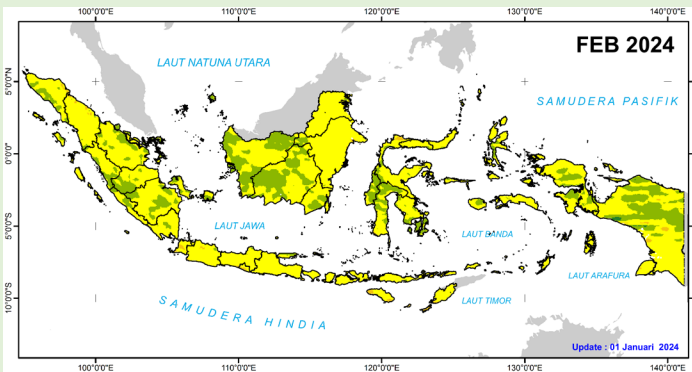 100°0'0"E 110°0'0"E 120°0'0"E 130°0'0"E 140°0'0"E
FEB 2024
LAUT NATUNA UTARA
5°0'0"N
SAMUDERA PASIFIK
0°0'0"
5°0'0"S
LAUT JAWA
LAUT BANDA
LAUT ARAFURA
10°0'0"S
SAMUDERA HINDIA
LAUT TIMOR
Update : 01 Januari 2024
100°0'0"E 110°0'0"E 120°0'0"E 130°0'0"E 140°0'0"E